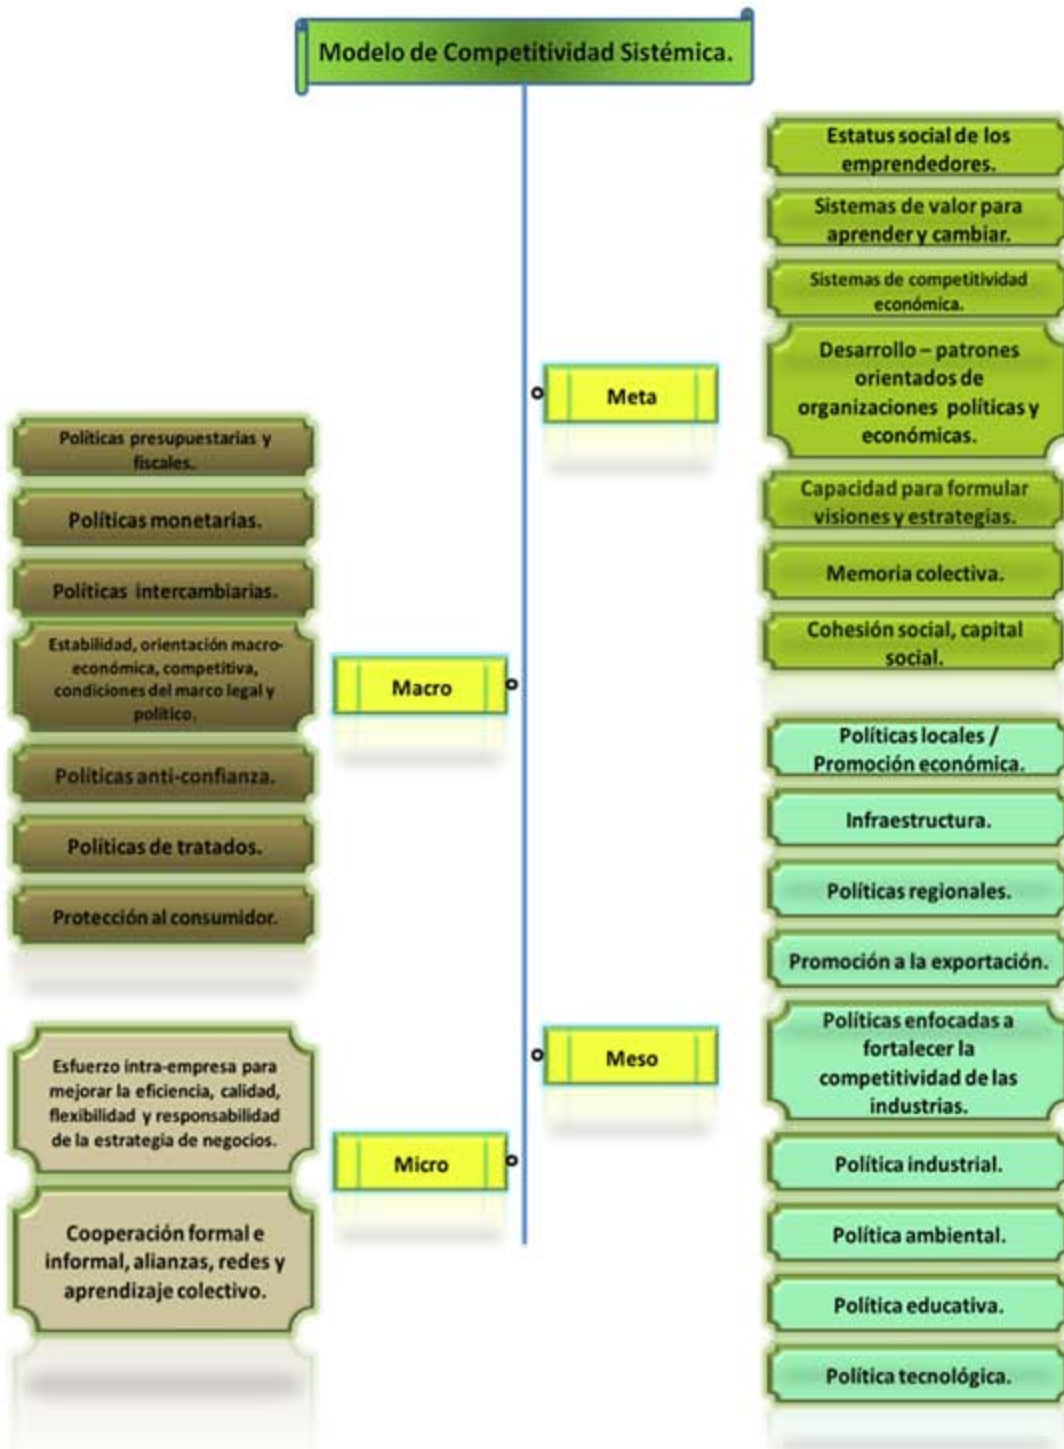 Modelo de Competitividad Sistémica.
Meta
Estatus social de los
emprendedores.
Sistemas de valor para
aprender y cambiar.
Sistemas de competitividad
económica.
Desarrollo – patrones
orientados de
organizaciones políticas y
económicas.
Capacidad para formular
visiones y estrategias.
Memoria colectiva.
Cohesión social, capital
social.
Macro
Políticas presupuestarias y
fiscales.
Políticas monetarias.
Políticas intercambiarias.
Estabilidad, orientación macro-
económica, competitiva,
condiciones del marco legal y
político.
Políticas anti-confianza.
Políticas de tratados.
Protección al consumidor.
Meso
Políticas locales /
Promoción económica.
Infraestructura.
Políticas regionales.
Promoción a la exportación.
Políticas enfocadas a
fortalecer la
competitividad de las
industrias.
Política industrial.
Política ambiental.
Política educativa.
Política tecnológica.
Micro
Esfuerzo intra-empresa para
mejorar la eficiencia, calidad,
flexibilidad y responsabilidad
de la estrategia de negocios.
Cooperación formal e
informal, alianzas, redes y
aprendizaje colectivo.